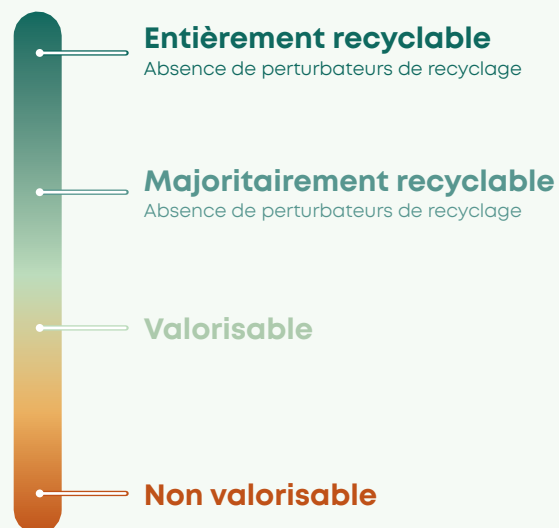 Entièrement recyclable
Absence de perturbateurs de recyclage
Majoritairement recyclable
Absence de perturbateurs de recyclage
Valorisable
Non valorisable